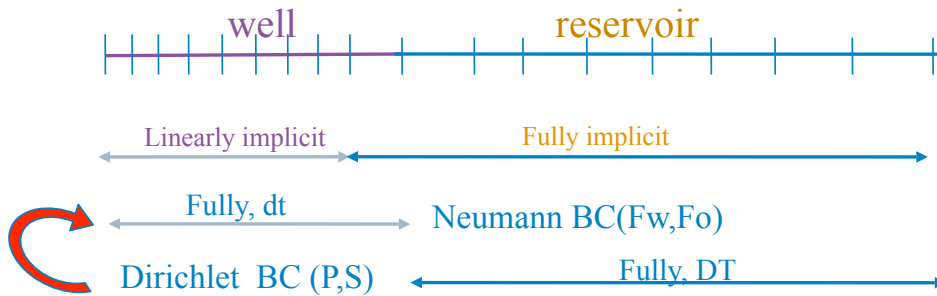 well reservoir
Linearly implicit Fully implicit
Fully, dt Neumann BC(Fw,Fo)
Dirichlet BC (P,S) Fully, DT